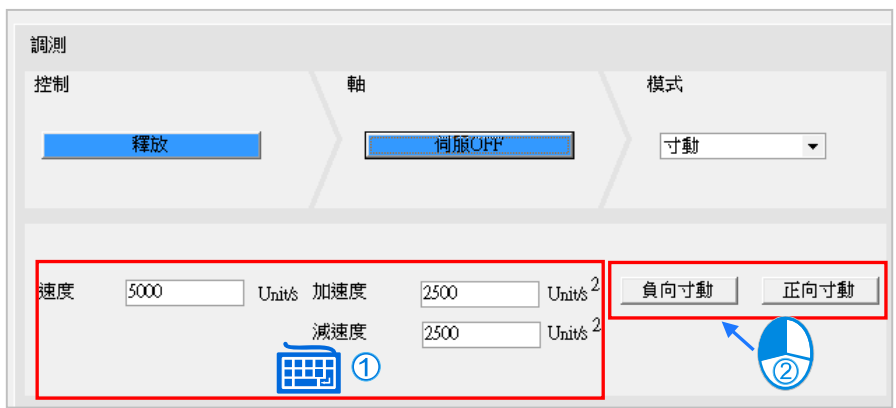 調測
控制 軸 模式
釋放 伺服OFF 寸動
速度 5000 Unit/s 加速度 2500 Unit/s 2 負向寸動 正向寸動
減速度 2500 Unit/s 2
① ②